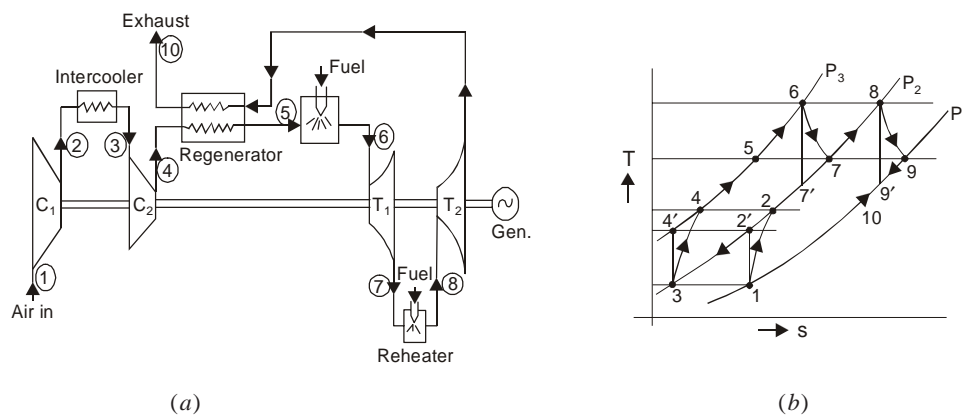 Exhaust
10
Intercooler
Fuel
5
2
3
Regenerator
6
4
C1
C2
T1
T2
Gen.
1
Fuel
7
8
Air in
Reheater
(a)
P3
6
8
P2
P
T
5
7
9
4
2
7′
9′
4′
2′
10
3
1
s
(b)